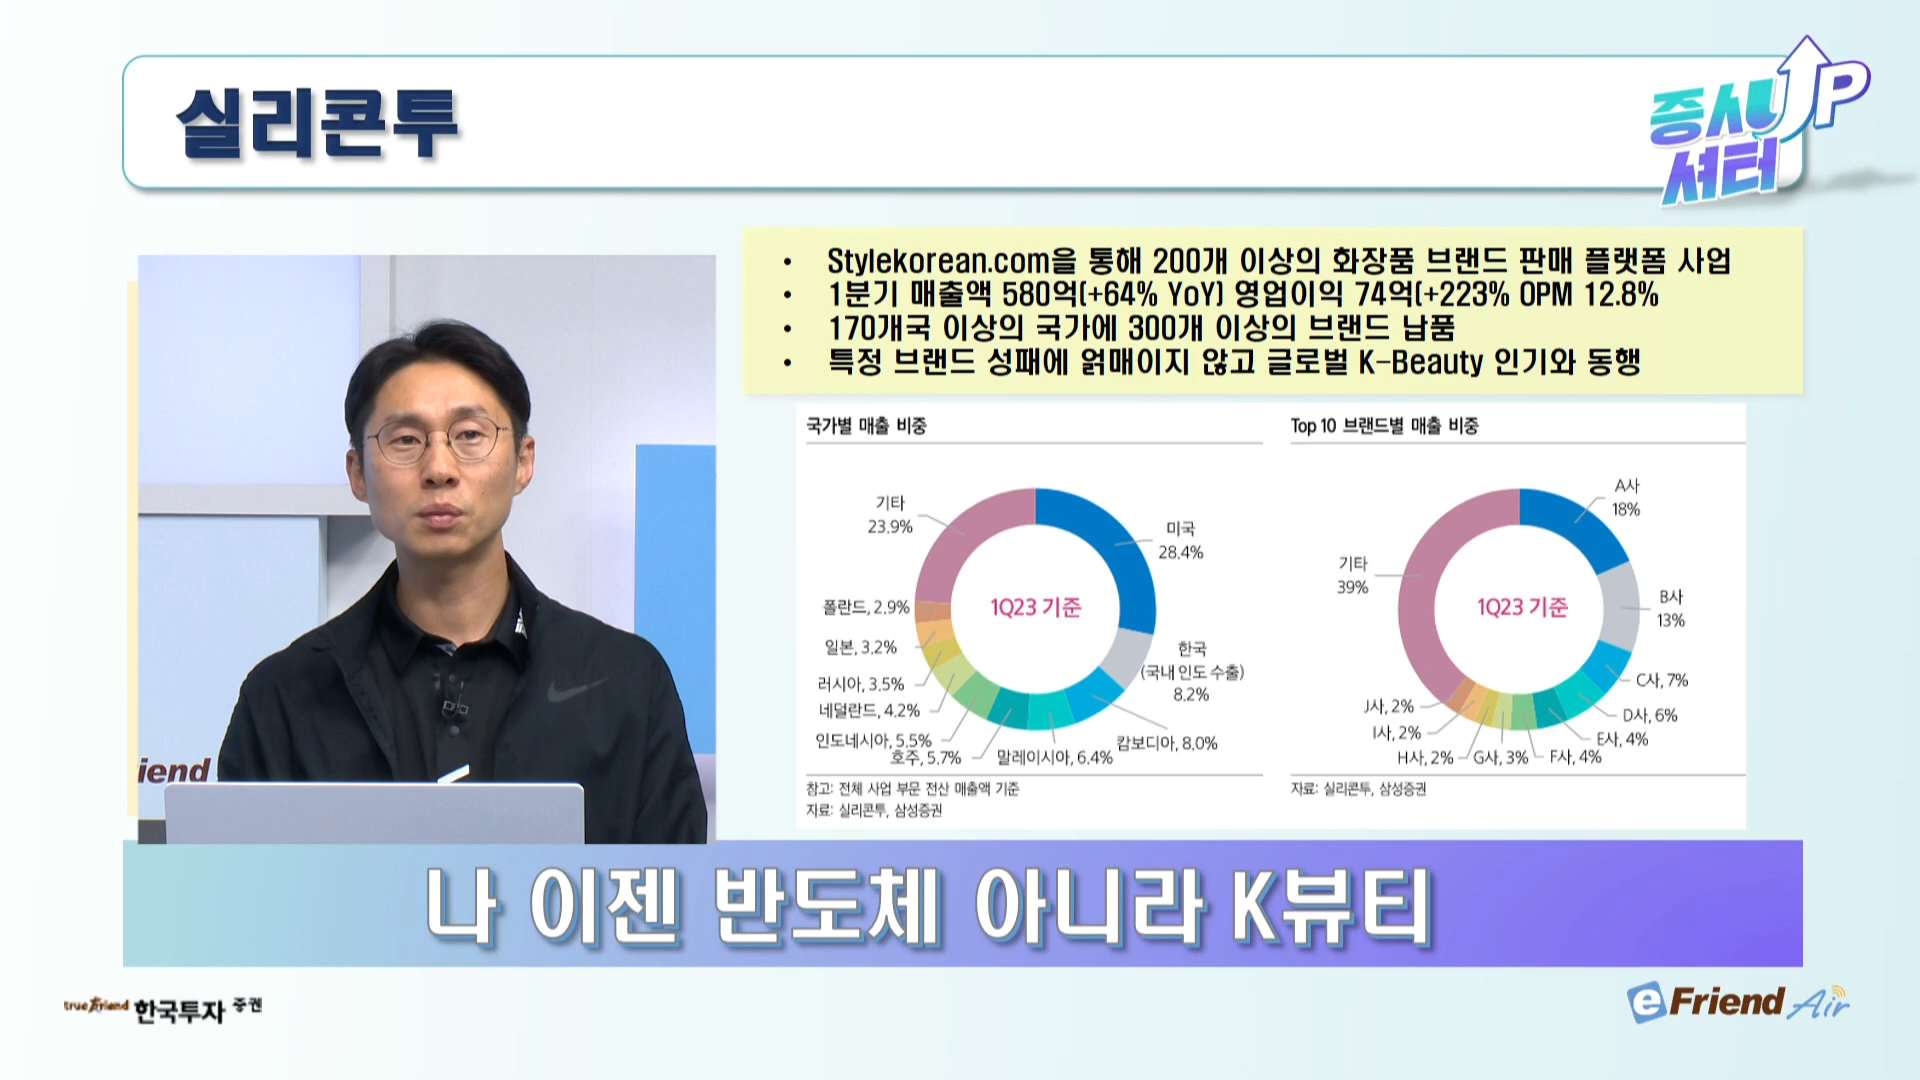 실리콘투
증시UP
셔터
• Stylekorean.com을 통해 200개 이상의 화장품 브랜드 판매 플랫폼 사업
• 1분기 매출액 580억(+64% YoY) 영업이익 74억(+223% OPM 12.8%
• 170개국 이상의 국가에 300개 이상의 브랜드 납품
• 특정 브랜드 성패에 얽매이지 않고 글로벌 K-Beauty 인기와 동행
국가별 매출 비중
기타
23.9%
미국
28.4%
폴란드, 2.9%
1Q23 기준
일본, 3.2%
한국
(국내 인도 수출)
8.2%
러시아, 3.5%
네덜란드, 4.2%
인도네시아, 5.5%
호주, 5.7%
말레이시아, 6.4%
캄보디아, 8.0%
참고: 전체 사업 부문 전산 매출액 기준
자료: 실리콘투, 삼성증권
Top 10 브랜드별 매출 비중
A사
18%
기타
39%
B사
13%
1Q23 기준
C사, 7%
J사, 2%
D사, 6%
I사, 2%
E사, 4%
H사, 2%
G사, 3%
F사, 4%
자료: 실리콘투, 삼성증권
iend
나 이젠 반도체 아니라 K뷰티
true Friend 한국투자증권
eFriend Air